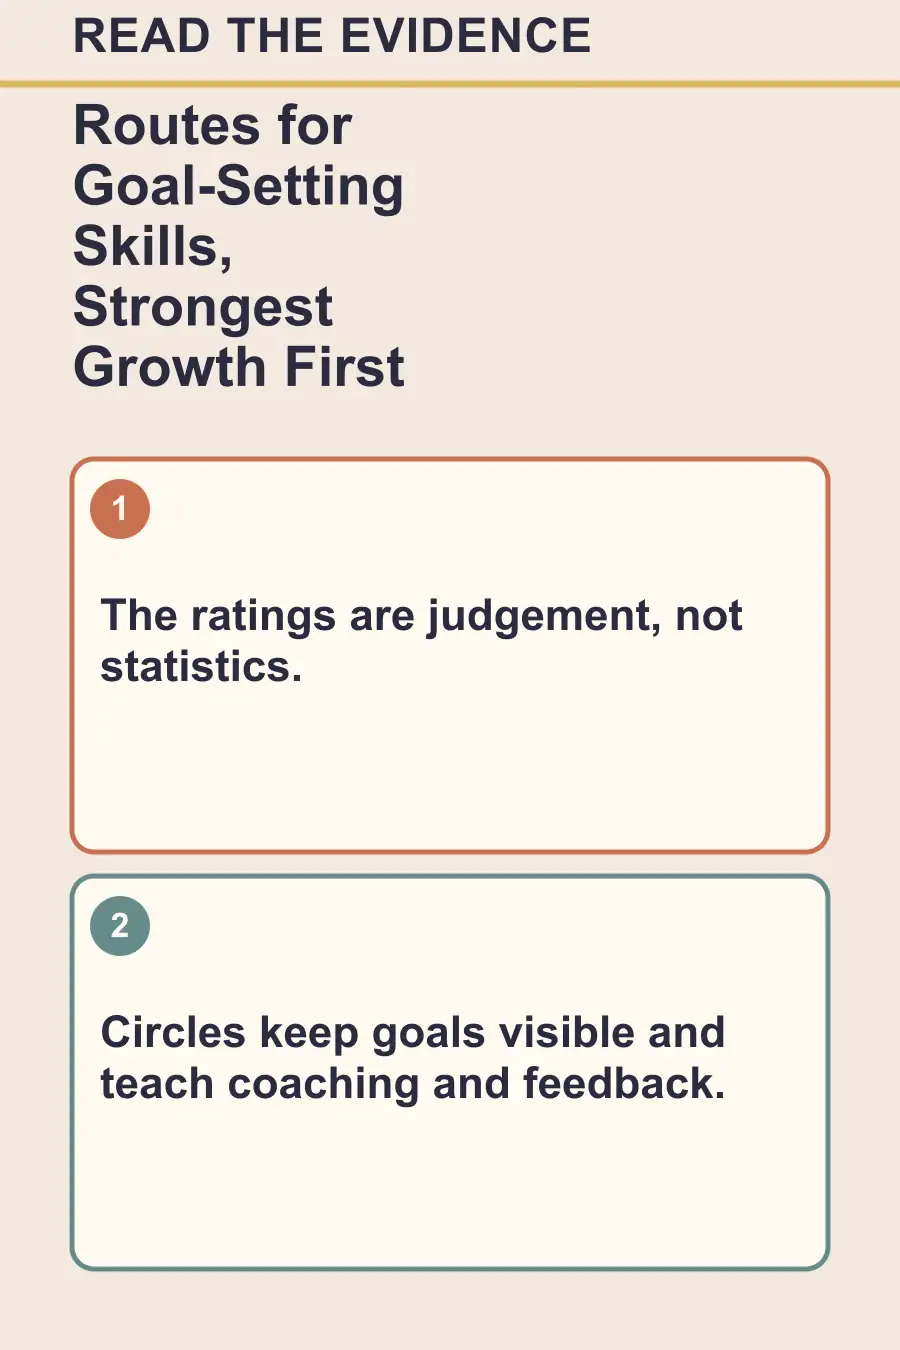 READ THE EVIDENCE
Routes for
Goal-Setting
Skills,
Strongest
Growth First
1
The ratings are judgement, not
statistics.
2
Circles keep goals visible and
teach coaching and feedback.